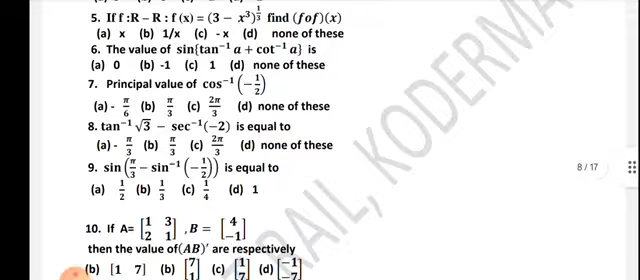 5. If f : R – R : f (x) = (3 − x³)^{1/3} find (fof)(x)
(a) x (b) 1/x (c) - x (d) none of these
6. The value of sin{tan⁻¹ a + cot⁻¹ a} is
(a) 0 (b) -1 (c) 1 (d) none of these
7. Principal value of cos⁻¹ (−1/2)
(a) - π/6 (b) π/3 (c) 2π/3 (d) none of these
8. tan⁻¹ √3 − sec⁻¹(−2) is equal to
(a) - π/3 (b) π/3 (c) 2π/3 (d) none of these
9. sin (π/3 − sin⁻¹ (−1/2)) is equal to
(a) 1/2 (b) 1/3 (c) 1/4 (d) 1
8 / 17
10. If A= [1 3; 2 1] , B = [4; −1]
then the value of (AB)′ are respectively
(b) [1 7] (b) [7; 1] (c) [1; 7] (d)
RAIL, KODERMA